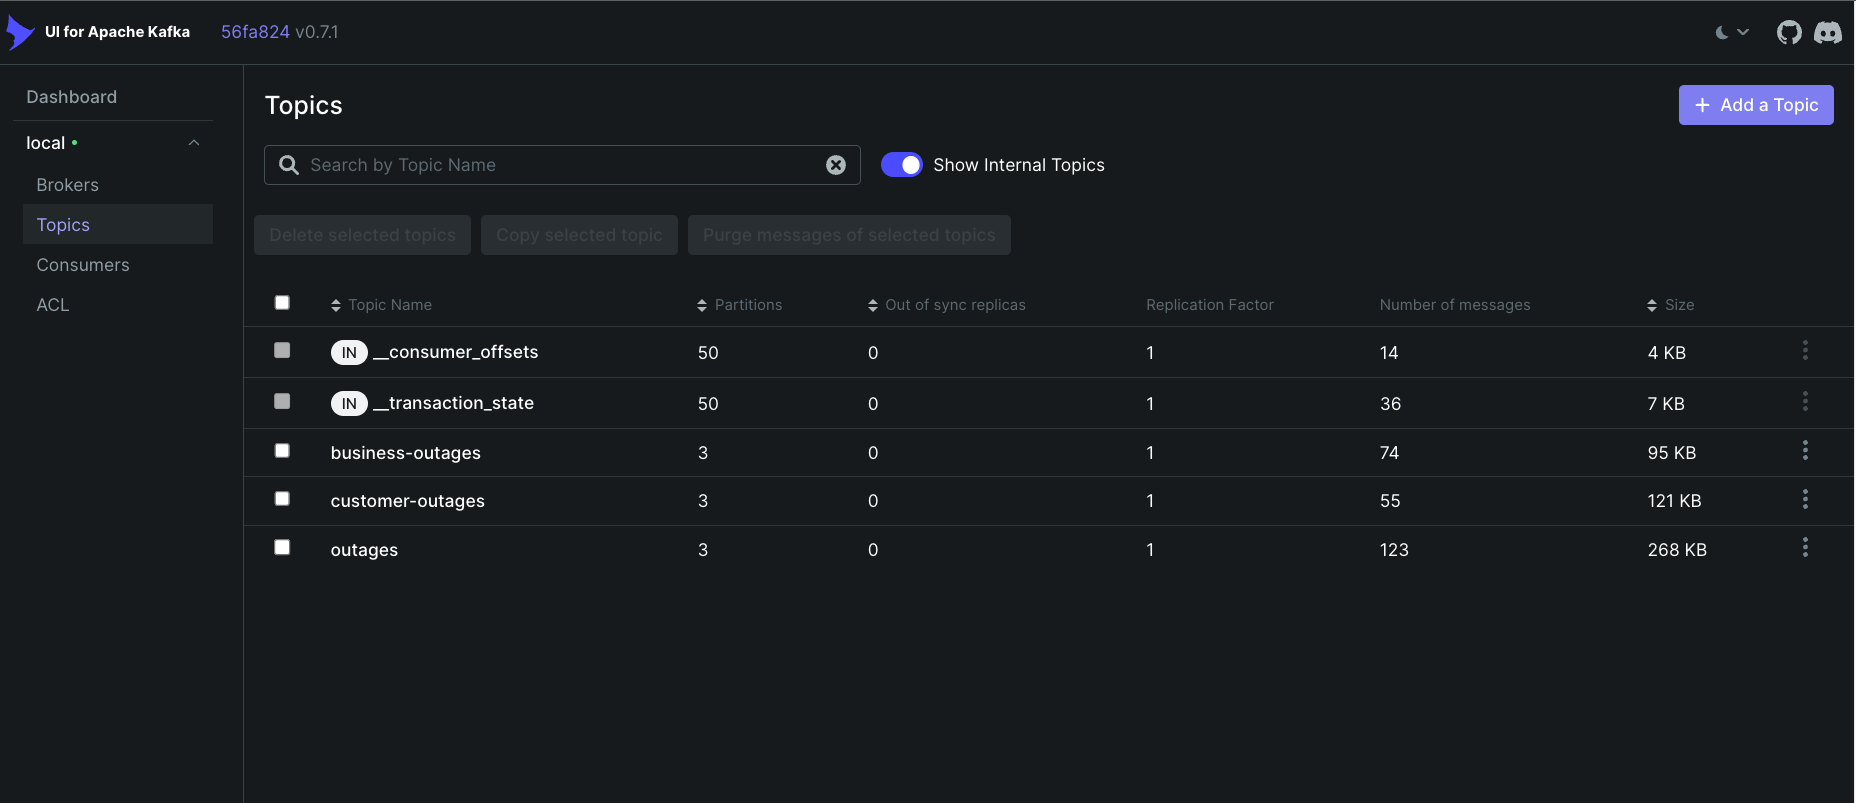 UI for Apache Kafka 56fa824 v0.7.1
Dashboard
local
Brokers
Topics
Consumers
ACL
Topics
Add a Topic
Search by Topic Name
Show Internal Topics
Delete selected topics Copy selected topic Purge messages of selected topics
Topic Name Partitions Out of sync replicas Replication Factor Number of messages Size
IN __consumer_offsets 50 0 1 14 4 KB
IN __transaction_state 50 0 1 36 7 KB
business-outages 3 0 1 74 95 KB
customer-outages 3 0 1 55 121 KB
outages 3 0 1 123 268 KB